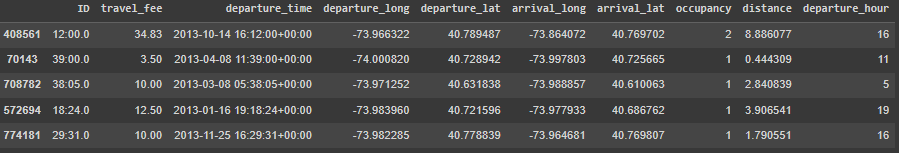 ID travel_fee departure_time departure_long departure_lat arrival_long arrival_lat occupancy distance departure_hour
408561 12:00.0 34.83 2013-10-14 16:12:00+00:00 -73.966322 40.789487 -73.864072 40.769702 2 8.886077 16
70143 39:00.0 3.50 2013-04-08 11:39:00+00:00 -74.000820 40.728942 -73.997803 40.725665 1 0.444309 11
708782 38:05.0 10.00 2013-03-08 05:38:05+00:00 -73.971252 40.631838 -73.988857 40.610063 1 2.840839 5
572694 18:24.0 12.50 2013-01-16 19:18:24+00:00 -73.983960 40.721596 -73.977933 40.686762 1 3.906541 19
774181 29:31.0 10.00 2013-11-25 16:29:31+00:00 -73.982285 40.778839 -73.964681 40.769807 1 1.790551 16